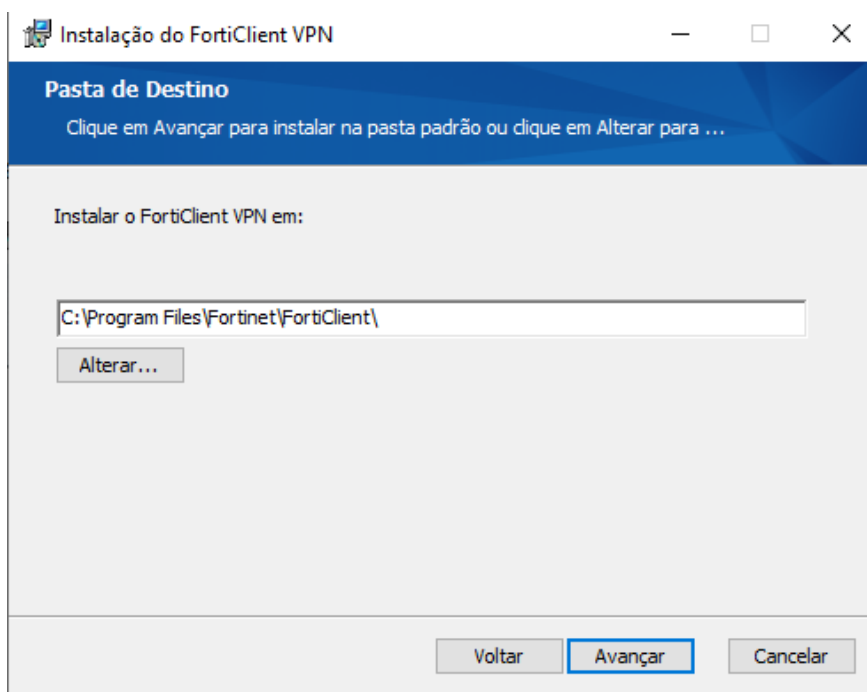 Instalação do FortiClient VPN
Pasta de Destino
Clique em Avançar para instalar na pasta padrão ou clique em Alterar para ...
Instalar o FortiClient VPN em:
C:\Program Files\Fortinet\FortiClient\
Alterar...
Voltar Avançar Cancelar